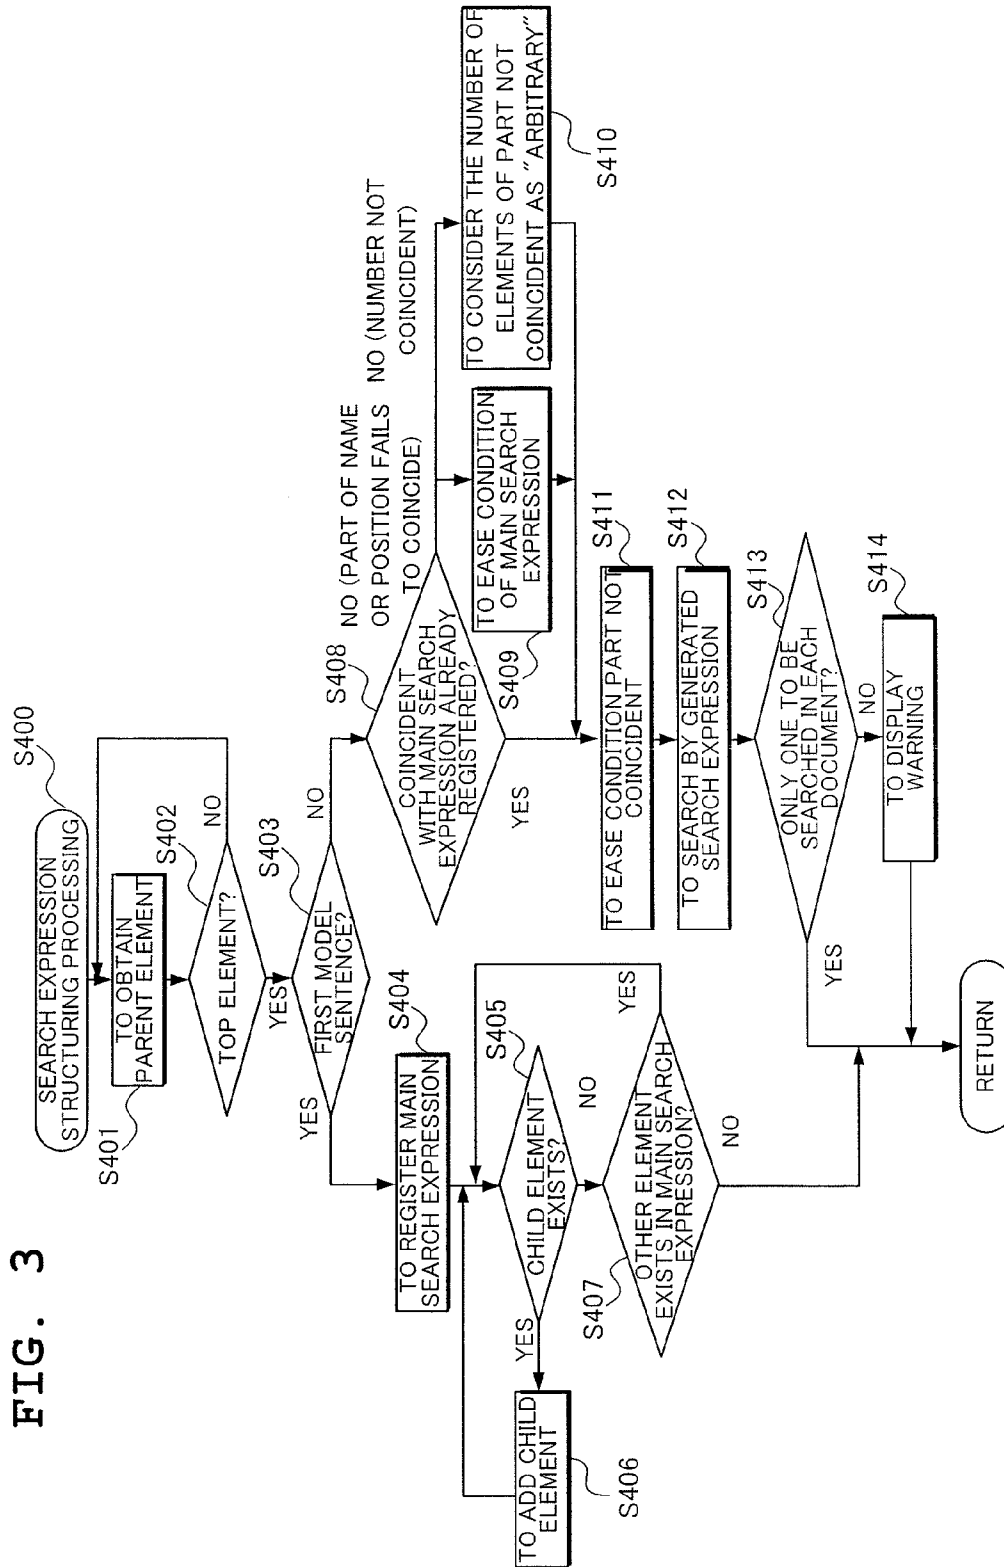 FIG. 3
SEARCH EXPRESSION
STRUCTURING PROCESSING
S400
TO OBTAIN
PARENT ELEMENT
S401
TOP ELEMENT?
S402
NO
YES
FIRST MODEL
SENTENCE?
S403
YES
NO
TO REGISTER MAIN
SEARCH EXPRESSION
S404
CHILD ELEMENT
EXISTS?
S405
YES
NO
TO ADD CHILD
ELEMENT
S406
OTHER ELEMENT
EXISTS IN MAIN SEARCH
EXPRESSION?
S407
YES
NO
COINCIDENT
WITH MAIN SEARCH
EXPRESSION ALREADY
REGISTERED?
S408
YES
NO (PART OF NAME
OR POSITION FAILS
TO COINCIDE)
NO (NUMBER NOT
COINCIDENT)
TO EASE CONDITION
OF MAIN SEARCH
EXPRESSION
S409
TO CONSIDER THE NUMBER OF
ELEMENTS OF PART NOT
COINCIDENT AS "ARBITRARY"
S410
TO EASE CONDITION PART NOT
COINCIDENT
S411
TO SEARCH BY GENERATED
SEARCH EXPRESSION
S412
ONLY ONE TO BE
SEARCHED IN EACH
DOCUMENT?
S413
YES
NO
TO DISPLAY
WARNING
S414
RETURN